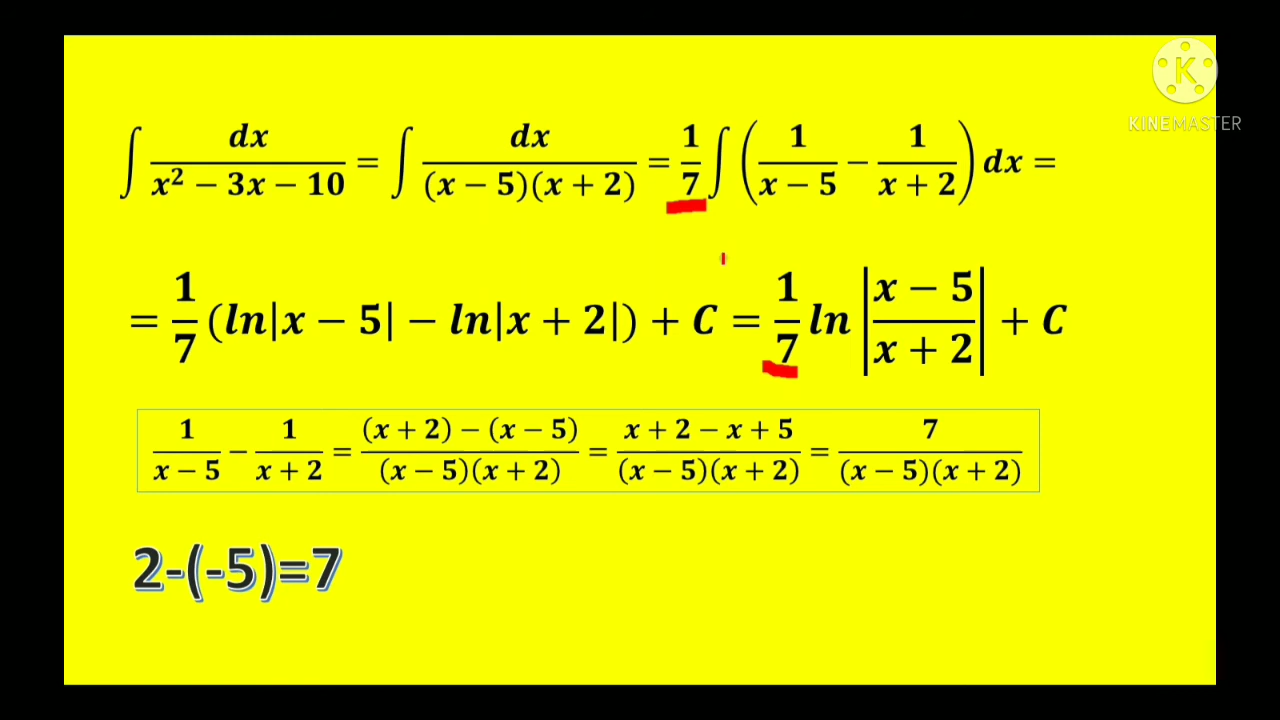 K
KINEMASTER
∫ dx/(x² − 3x − 10) = ∫ dx/((x − 5)(x + 2)) = 1/7 ∫ (1/(x − 5) − 1/(x + 2)) dx =
= 1/7 (ln|x − 5| − ln|x + 2|) + C = 1/7 ln |(x − 5)/(x + 2)| + C
1/(x − 5) − 1/(x + 2) = ((x + 2) − (x − 5))/((x − 5)(x + 2)) = (x + 2 − x + 5)/((x − 5)(x + 2)) = 7/((x − 5)(x + 2))
2-(-5)=7